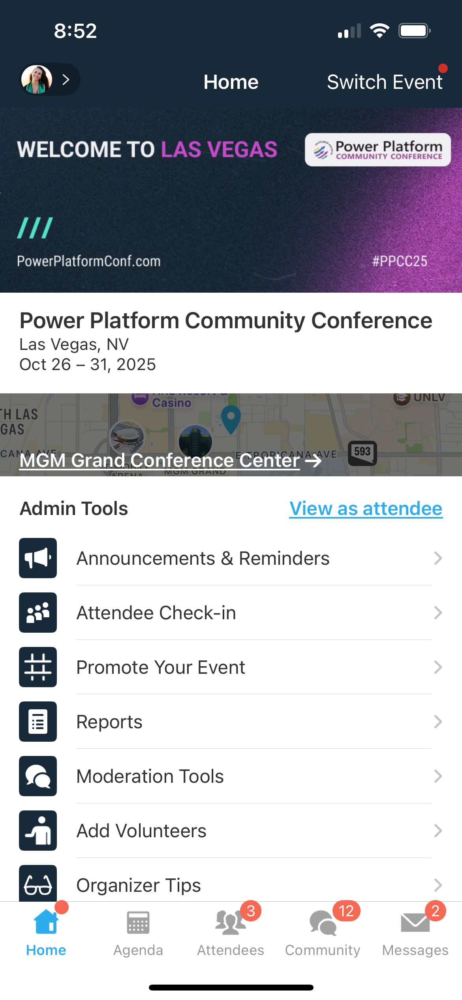 8:52
Home
Switch Event
WELCOME TO LAS VEGAS
Power Platform
COMMUNITY CONFERENCE
PowerPlatformConf.com
#PPCC25
Power Platform Community Conference
Las Vegas, NV
Oct 26 – 31, 2025
Casino
UNLV
TH LAS
GAS
593
CANA AVE
E TROPICANA AVE
MGM Grand Conference Center
MGM GRAND
ARENA
Admin Tools
View as attendee
Announcements & Reminders
Attendee Check-in
Promote Your Event
Reports
Moderation Tools
Add Volunteers
Organizer Tips
3
12
2
Home
Agenda
Attendees
Community
Messages